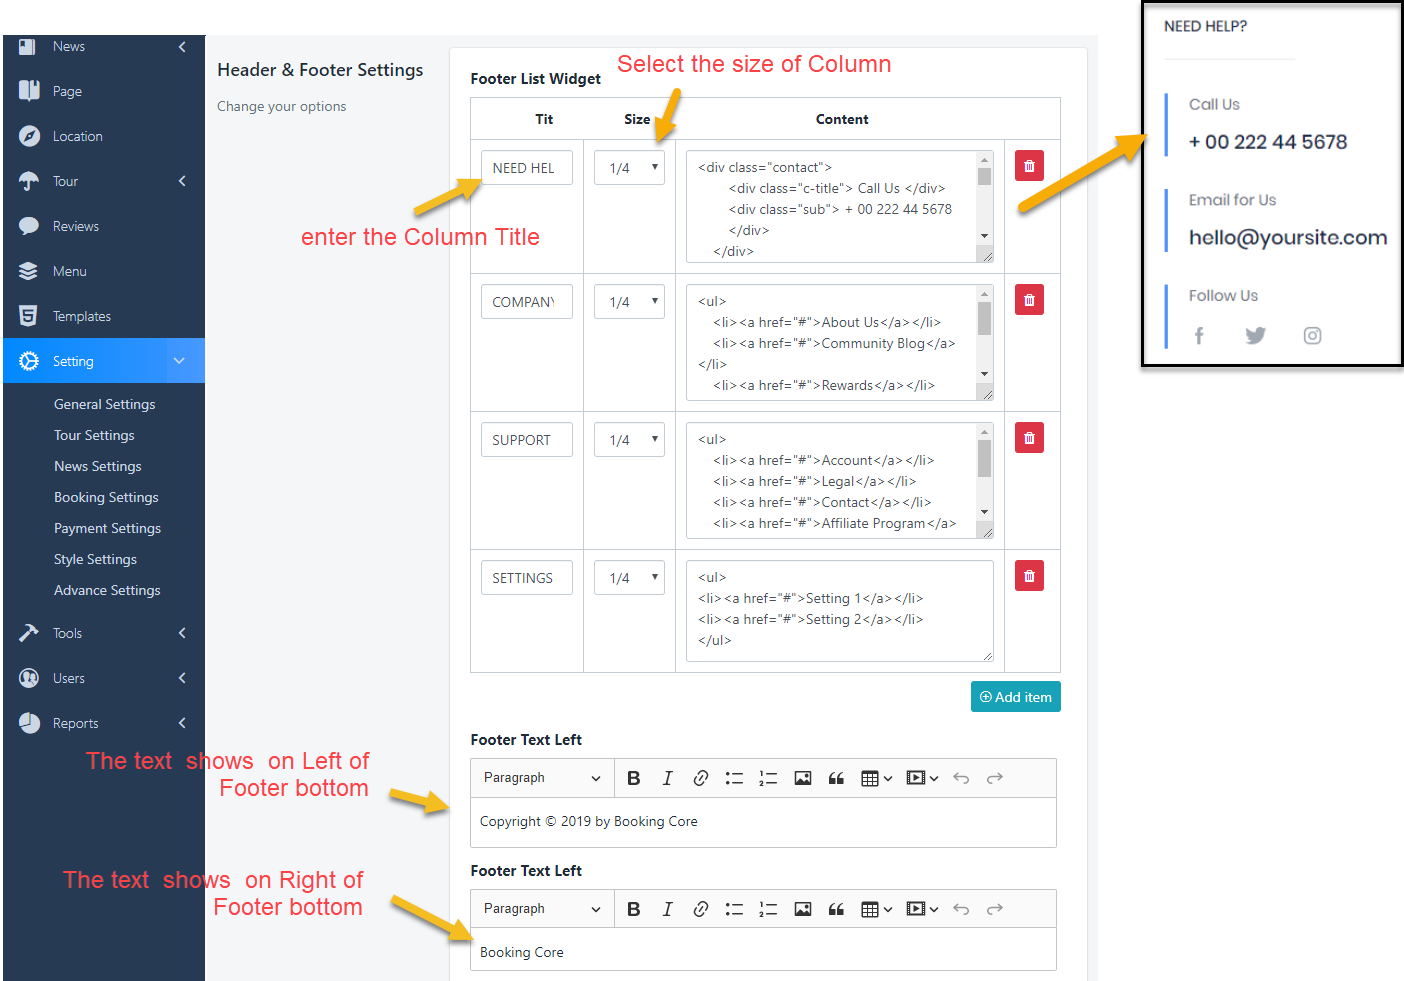 NEED HELP?
Call Us
+ 00 222 44 5678
Email for Us
hello@yoursite.com
Follow Us
News
Page
Location
Tour
Reviews
Menu
Templates
Setting
General Settings
Tour Settings
News Settings
Booking Settings
Payment Settings
Style Settings
Advance Settings
Tools
Users
Reports
Header & Footer Settings
Change your options
Select the size of Column
Footer List Widget
Tit Size Content
NEED HEL 1/4
<div class="contact">
<div class="c-title"> Call Us </div>
<div class="sub"> + 00 222 44 5678
</div>
</div>
enter the Column Title
COMPANY 1/4
<ul>
<li><a href="#">About Us</a></li>
<li><a href="#">Community Blog</a>
</li>
<li><a href="#">Rewards</a></li>
SUPPORT 1/4
<ul>
<li><a href="#">Account</a></li>
<li><a href="#">Legal</a></li>
<li><a href="#">Contact</a></li>
<li><a href="#">Affiliate Program</a>
SETTINGS 1/4
<ul>
<li><a href="#">Setting 1</a></li>
<li><a href="#">Setting 2</a></li>
</ul>
Add item
Footer Text Left
The text shows on Left of
Footer bottom
Paragraph
Copyright © 2019 by Booking Core
Footer Text Left
The text shows on Right of
Footer bottom
Paragraph
Booking Core